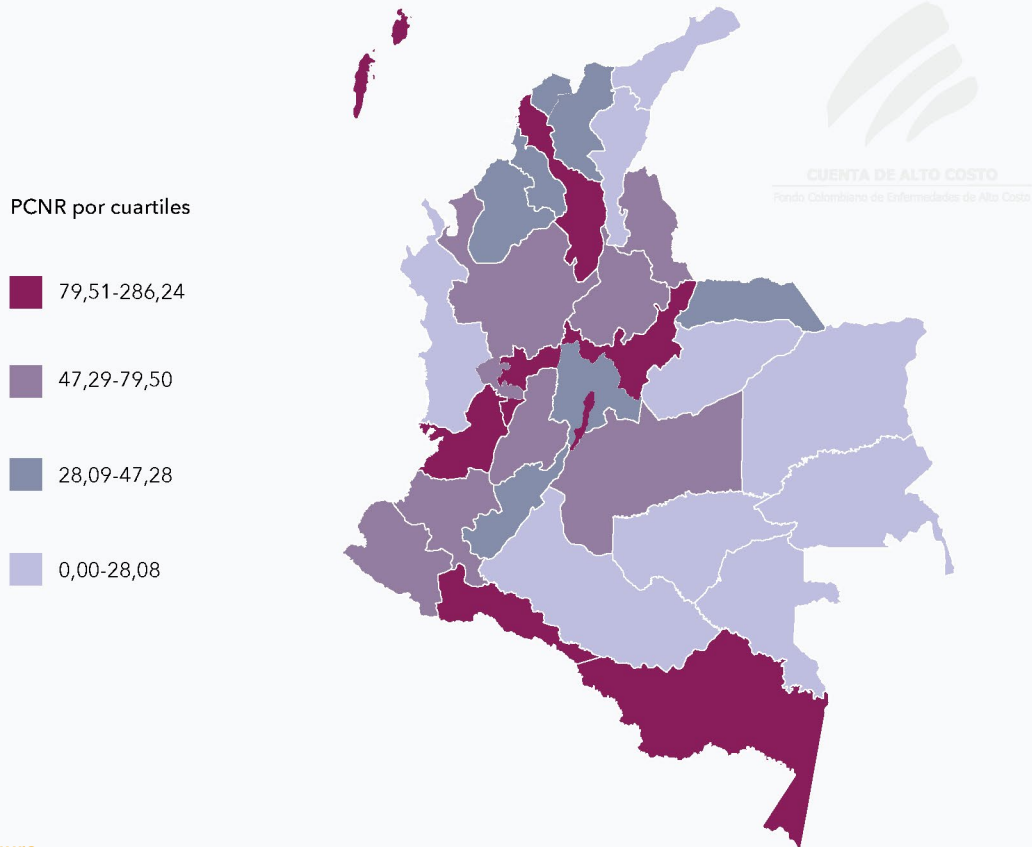 CUENTA DE ALTO COSTO
Fondo Colombiano de Enfermedades de Alto Costo
PCNR por cuartiles
79,51-286,24
47,29-79,50
28,09-47,28
0,00-28,08